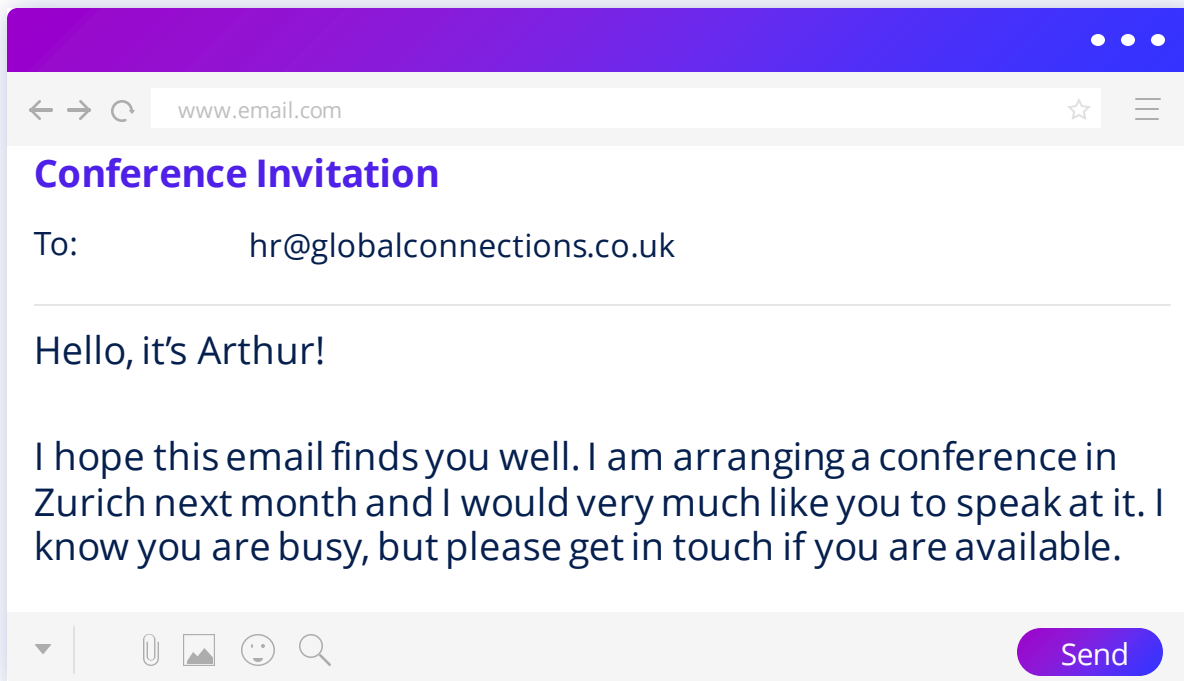 www.email.com
Conference Invitation
To: hr@globalconnections.co.uk
Hello, it’s Arthur!
I hope this email finds you well. I am arranging a conference in
Zurich next month and I would very much like you to speak at it. I
know you are busy, but please get in touch if you are available.
Send